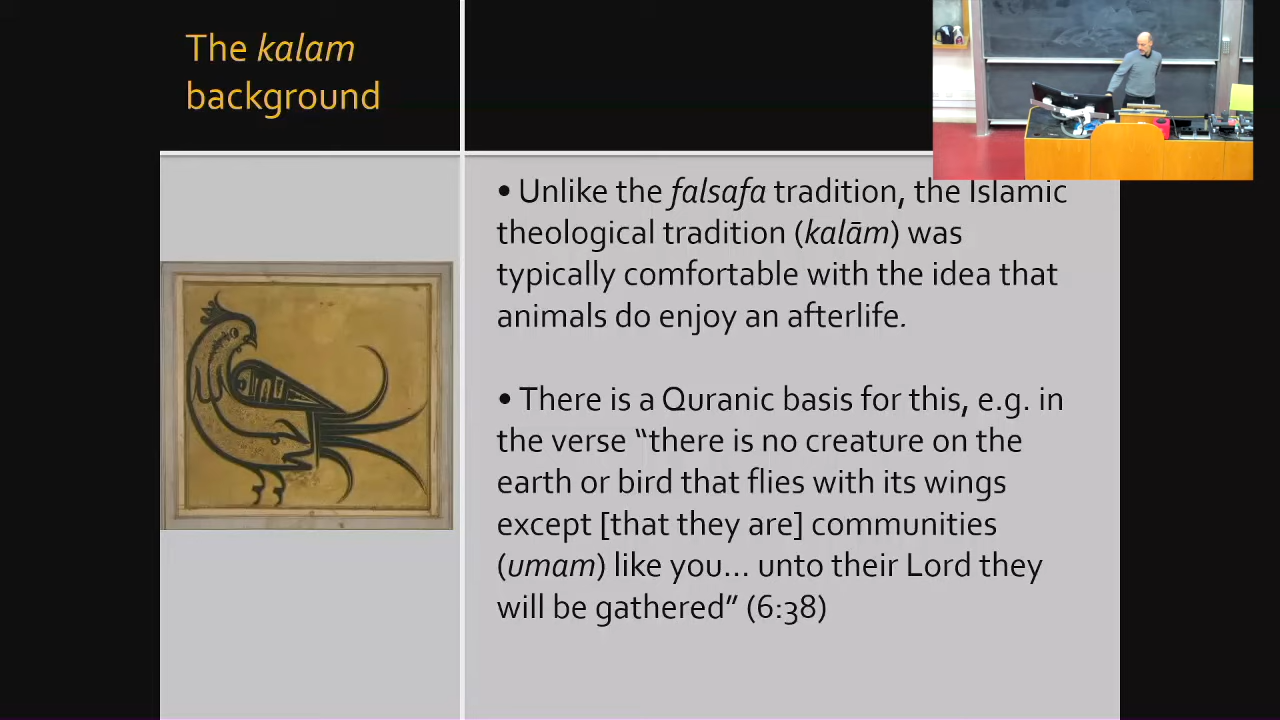 The kalam
background
• Unlike the falsafa tradition, the Islamic
theological tradition (kalām) was
typically comfortable with the idea that
animals do enjoy an afterlife.
• There is a Quranic basis for this, e.g. in
the verse “there is no creature on the
earth or bird that flies with its wings
except [that they are] communities
(umam) like you... unto their Lord they
will be gathered” (6:38)